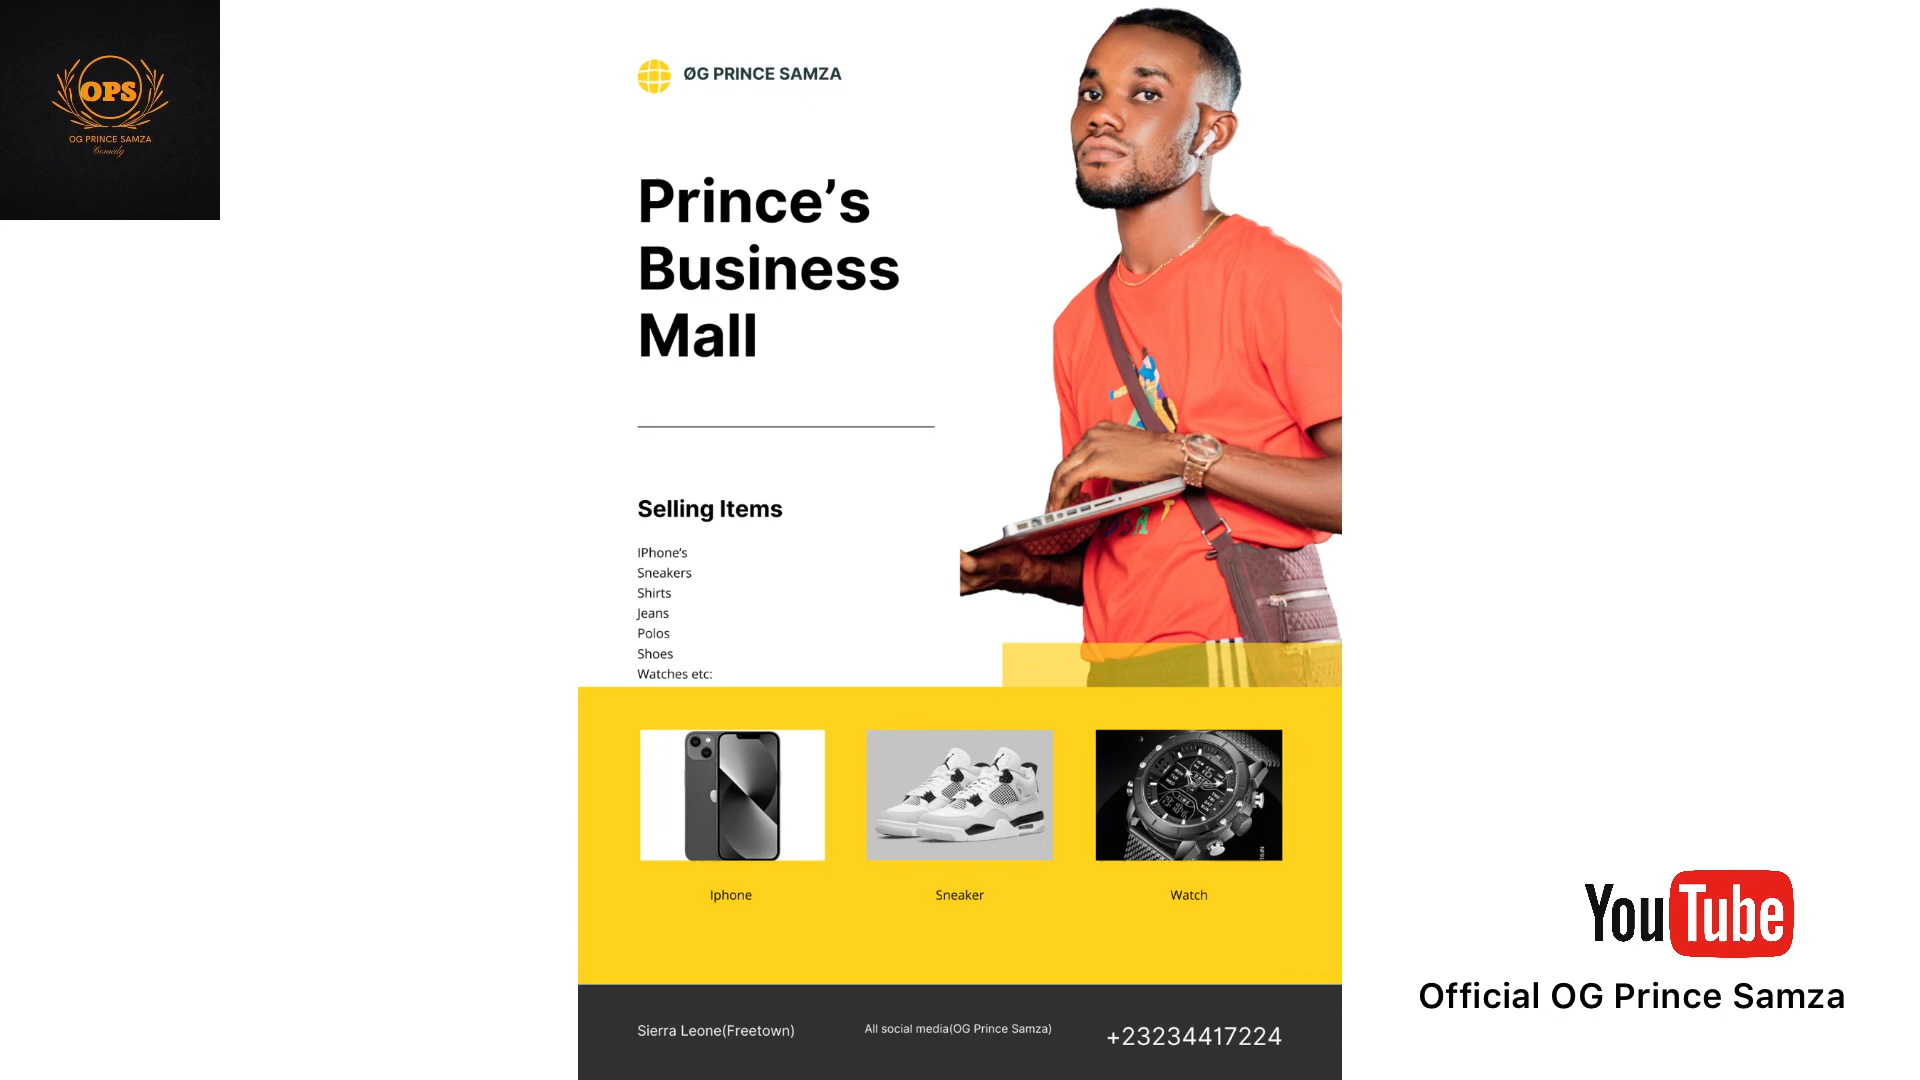 OPS
OG PRINCE SAMZA
Comedy
ØG PRINCE SAMZA
Prince’s
Business
Mall
Selling Items
IPhone’s
Sneakers
Shirts
Jeans
Polos
Shoes
Watches etc:
Iphone
Sneaker
Watch
Sierra Leone(Freetown)
All social media(OG Prince Samza)
+23234417224
YouTube
Official OG Prince Samza